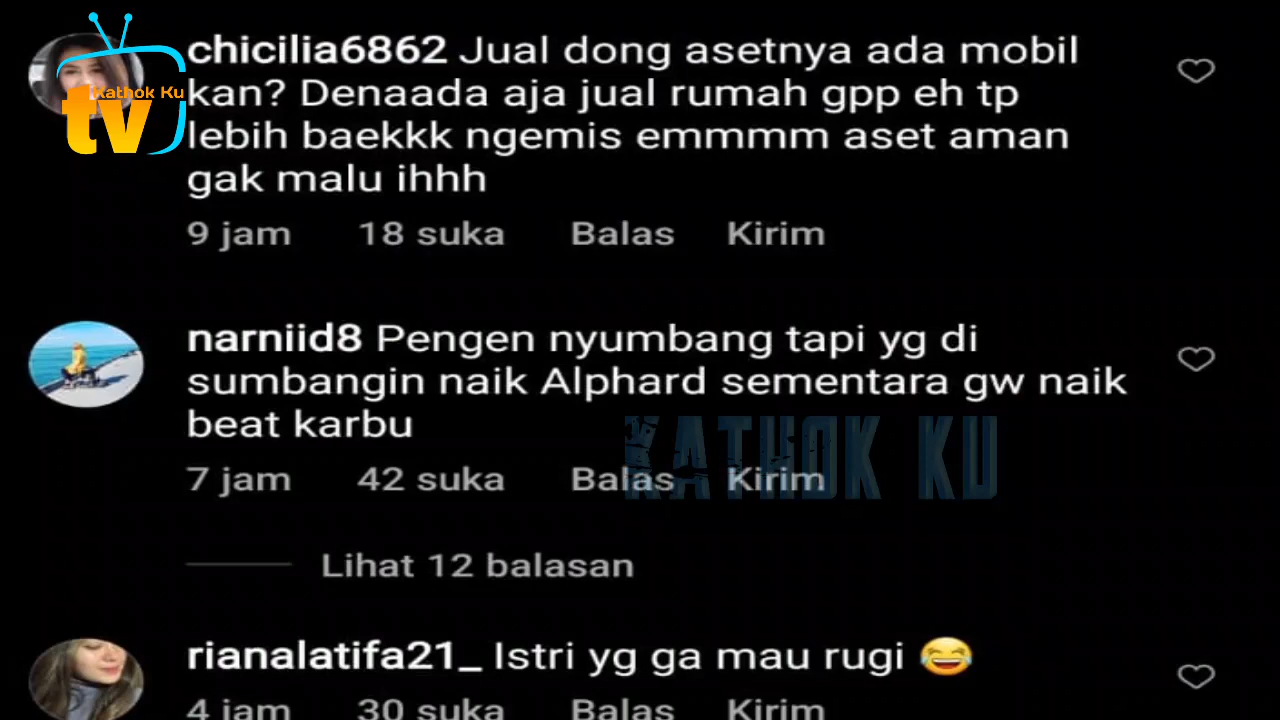 Kathok Ku
tv
chicilia6862 Jual dong asetnya ada mobil
kan? Denaada aja jual rumah gpp eh tp
lebih baekkk ngemis emmmm aset aman
gak malu ihhh
9 jam 18 suka Balas Kirim
narniid8 Pengen nyumbang tapi yg di
sumbangin naik Alphard sementara gw naik
beat karbu
KATHOK KU
7 jam 42 suka Balas Kirim
Lihat 12 balasan
rianalatifa21_ Istri yg ga mau rugi 😂
4 jam 30 suka Balas Kirim